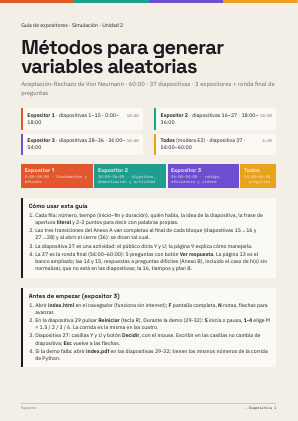 Guía de expositores · Simulación · Unidad 2
Métodos para generar
variables aleatorias
Aceptación-Rechazo de Von Neumann · 60:00 · 37 diapositivas · 3 expositores + ronda final de
preguntas
Expositor 1 · diapositivas 1–15 · 0:00–
18:00
Expositor 2 · diapositivas 16–27 · 18:00–
36:00
Expositor 3 · diapositivas 28–36 · 36:00–
54:00
Todos (modera E3) · diapositiva 37 ·
54:00–60:00
Expositor 1
Expositor 2
Expositor 3
Todos
Cómo usar esta guía
1. Cada fila: número, tiempo (inicio–fin y duración), quién habla, la idea de la diapositiva, la frase de
apertura literal y 2-3 puntos para decir con palabras propias.
2. Las tres transiciones del Anexo A van completas al final de cada bloque (diapositivas 15→16 y
27→28) y al abrir el cierre (36): no se dicen tal cual.
3. La diapositiva 27 es una actividad: el público dicta Y y U; la página 9 explica cómo manejarla.
4. La 37 es la ronda final (54:00–60:00): 5 preguntas con botón Ver respuesta. La página 13 es el
banco ampliado; las 14 y 15, respuestas a preguntas difíciles (Anexo B), incluido el caso de h(x) sin
normalizar, que no está en las diapositivas; la 16, tiempos y plan B.
Antes de empezar (expositor 3)
1. Abrir index.html en el navegador (funciona sin internet); F pantalla completa, N notas, flechas para
avanzar.
2. En la diapositiva 29 pulsar Reiniciar (tecla R). Durante la demo (29-32): S inicia o pausa, 1-4 elige M
= 1.5 / 2 / 3 / 6. La corrida es la misma en las cuatro.
3. Diapositiva 27: casillas Y y U y botón Decidir, con el mouse. Escribir en las casillas no cambia de
diapositiva; Esc vuelve a las flechas.
4. Si la demo falla: abrir index.pdf en las diapositivas 29-32; tienen los mismos números de la corrida
de Python.